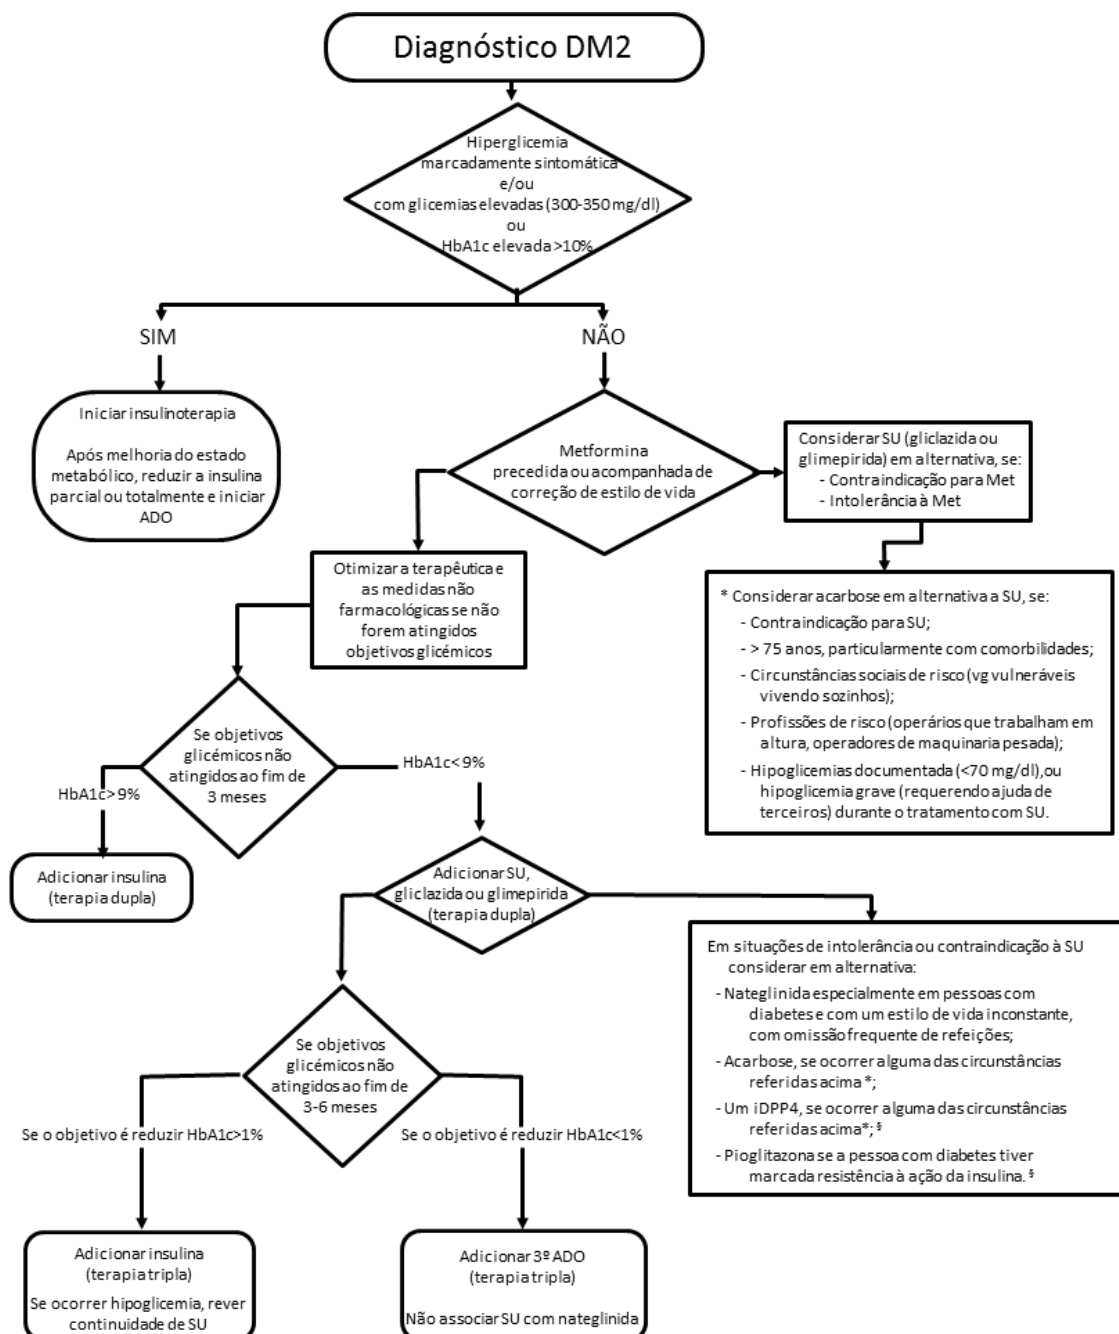 Diagnóstico DM2
Hiperglicemia
marcadamente sintomática
e/ou
com glicemias elevadas (300-350 mg/dl)
ou
HbA1c elevada >10%
SIM
NÃO
Iniciar insulinoterapia
Após melhoria do estado
metabólico, reduzir a insulina
parcial ou totalmente e iniciar
ADO
Metformina
precedida ou acompanhada de
correção de estilo de vida
Considerar SU (gliclazida ou
glimepirida) em alternativa, se:
- Contraindicação para Met
- Intolerância à Met
Otimizar a terapêutica e
as medidas não
farmacológicas se não
forem atingidos
objetivos glicémicos
* Considerar acarbose em alternativa a SU, se:
- Contraindicação para SU;
- > 75 anos, particularmente com comorbilidades;
- Circunstâncias sociais de risco (vg vulneráveis
vivendo sozinhos);
- Profissões de risco (operários que trabalham em
altura, operadores de maquinaria pesada);
- Hipoglicemias documentada (<70 mg/dl), ou
hipoglicemia grave (requerendo ajuda de
terceiros) durante o tratamento com SU.
Se objetivos
glicémicos não
atingidos ao fim de
3 meses
HbA1c> 9%
HbA1c< 9%
Adicionar insulina
(terapia dupla)
Adicionar SU,
gliclazida ou glimepirida
(terapia dupla)
Em situações de intolerância ou contraindicação à SU
considerar em alternativa:
- Nateglinida especialmente em pessoas com
diabetes e com um estilo de vida inconstante,
com omissão frequente de refeições;
- Acarbose, se ocorrer alguma das circunstâncias
referidas acima *;
- Um iDPP4, se ocorrer alguma das circunstâncias
referidas acima*; §
- Pioglitazona se a pessoa com diabetes tiver
marcada resistência à ação da insulina. §
Se objetivos
glicémicos não
atingidos ao fim de
3-6 meses
Se o objetivo é reduzir HbA1c>1%
Se o objetivo é reduzir HbA1c<1%
Adicionar insulina
(terapia tripla)
Se ocorrer hipoglicemia, rever
continuidade de SU
Adicionar 3º ADO
(terapia tripla)
Não associar SU com nateglinida